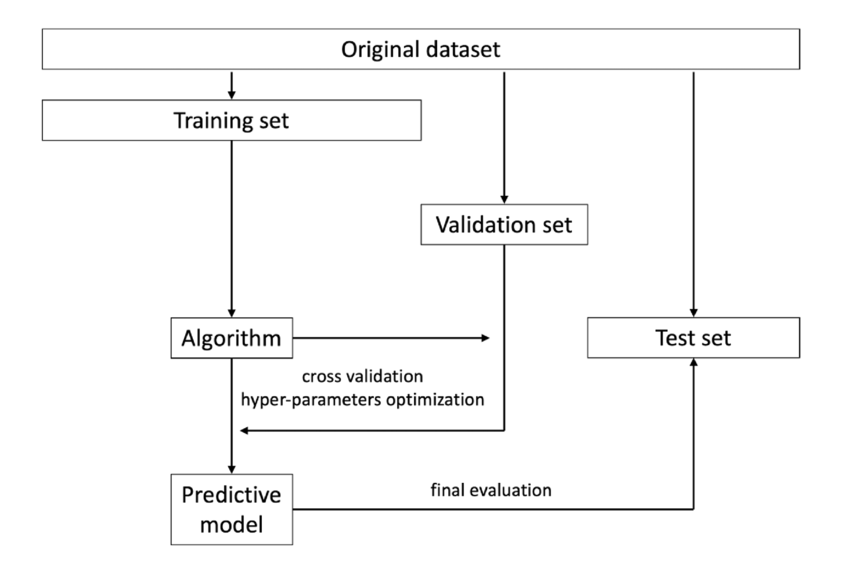 Original dataset
Training set
Validation set
Algorithm
Test set
cross validation
hyper-parameters optimization
Predictive
model
final evaluation